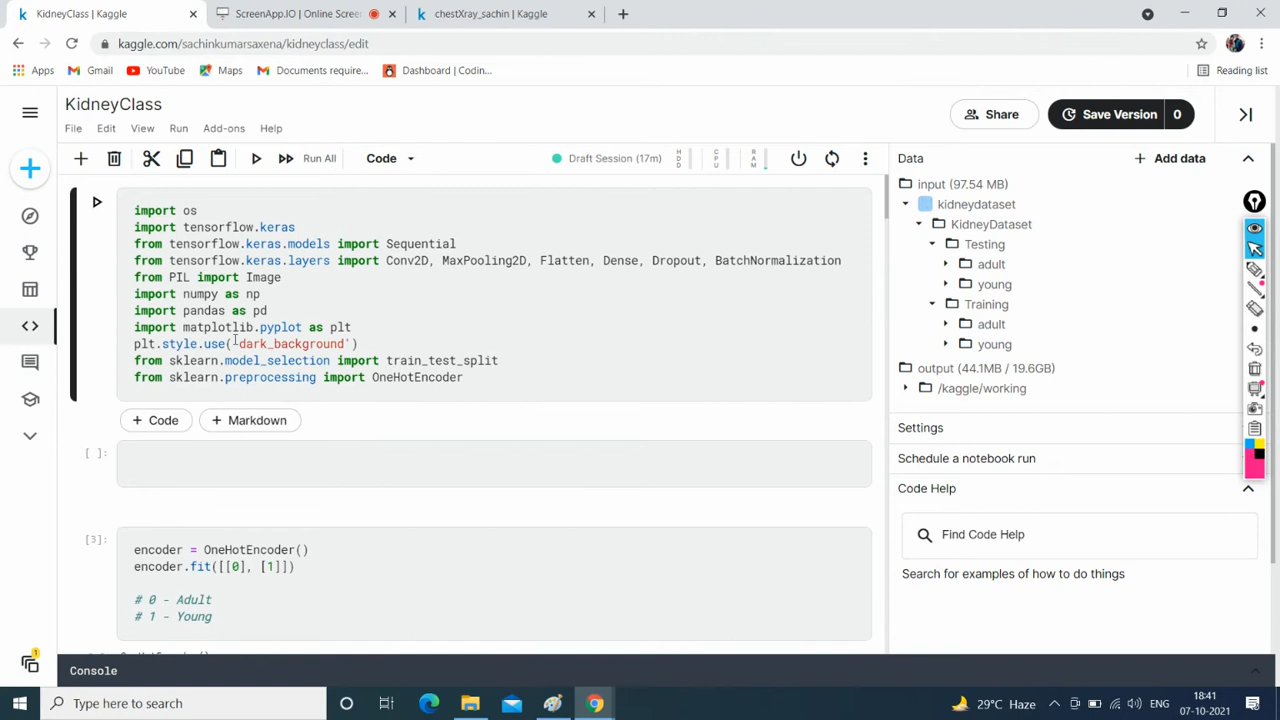 KidneyClass | Kaggle
ScreenApp.IO | Online Screen
chestXray_sachin | Kaggle
kaggle.com/sachinkumarsaxena/kidneyclass/edit
Apps
Gmail
YouTube
Maps
Documents require...
Dashboard | Codin...
Reading list
KidneyClass
File Edit View Run Add-ons Help
Share
Save Version 0
Run All
Code
Draft Session (17m)
HDD
CPU
RAM
import os
import tensorflow.keras
from tensorflow.keras.models import Sequential
from tensorflow.keras.layers import Conv2D, MaxPooling2D, Flatten, Dense, Dropout, BatchNormalization
from PIL import Image
import numpy as np
import pandas as pd
import matplotlib.pyplot as plt
plt.style.use('dark_background')
from sklearn.model_selection import train_test_split
from sklearn.preprocessing import OneHotEncoder
+ Code
+ Markdown
[ ]:
[3]:
encoder = OneHotEncoder()
encoder.fit([[0], [1]])
# 0 - Adult
# 1 - Young
Console
Data
+ Add data
input (97.54 MB)
kidneydataset
KidneyDataset
Testing
adult
young
Training
adult
young
output (44.1MB / 19.6GB)
/kaggle/working
Settings
Schedule a notebook run
Code Help
Find Code Help
Search for examples of how to do things
1
Type here to search
29°C Haze
ENG
18:41
07-10-2021